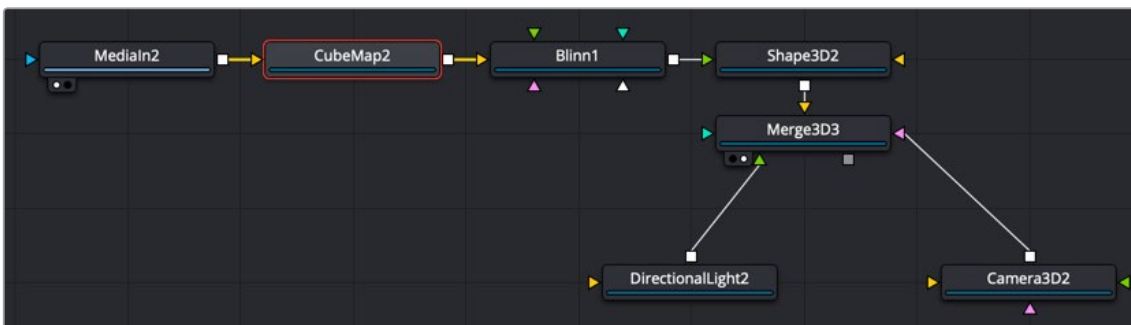 MediaIn2
CubeMap2
Blinn1
Shape3D2
Merge3D3
DirectionalLight2
Camera3D2